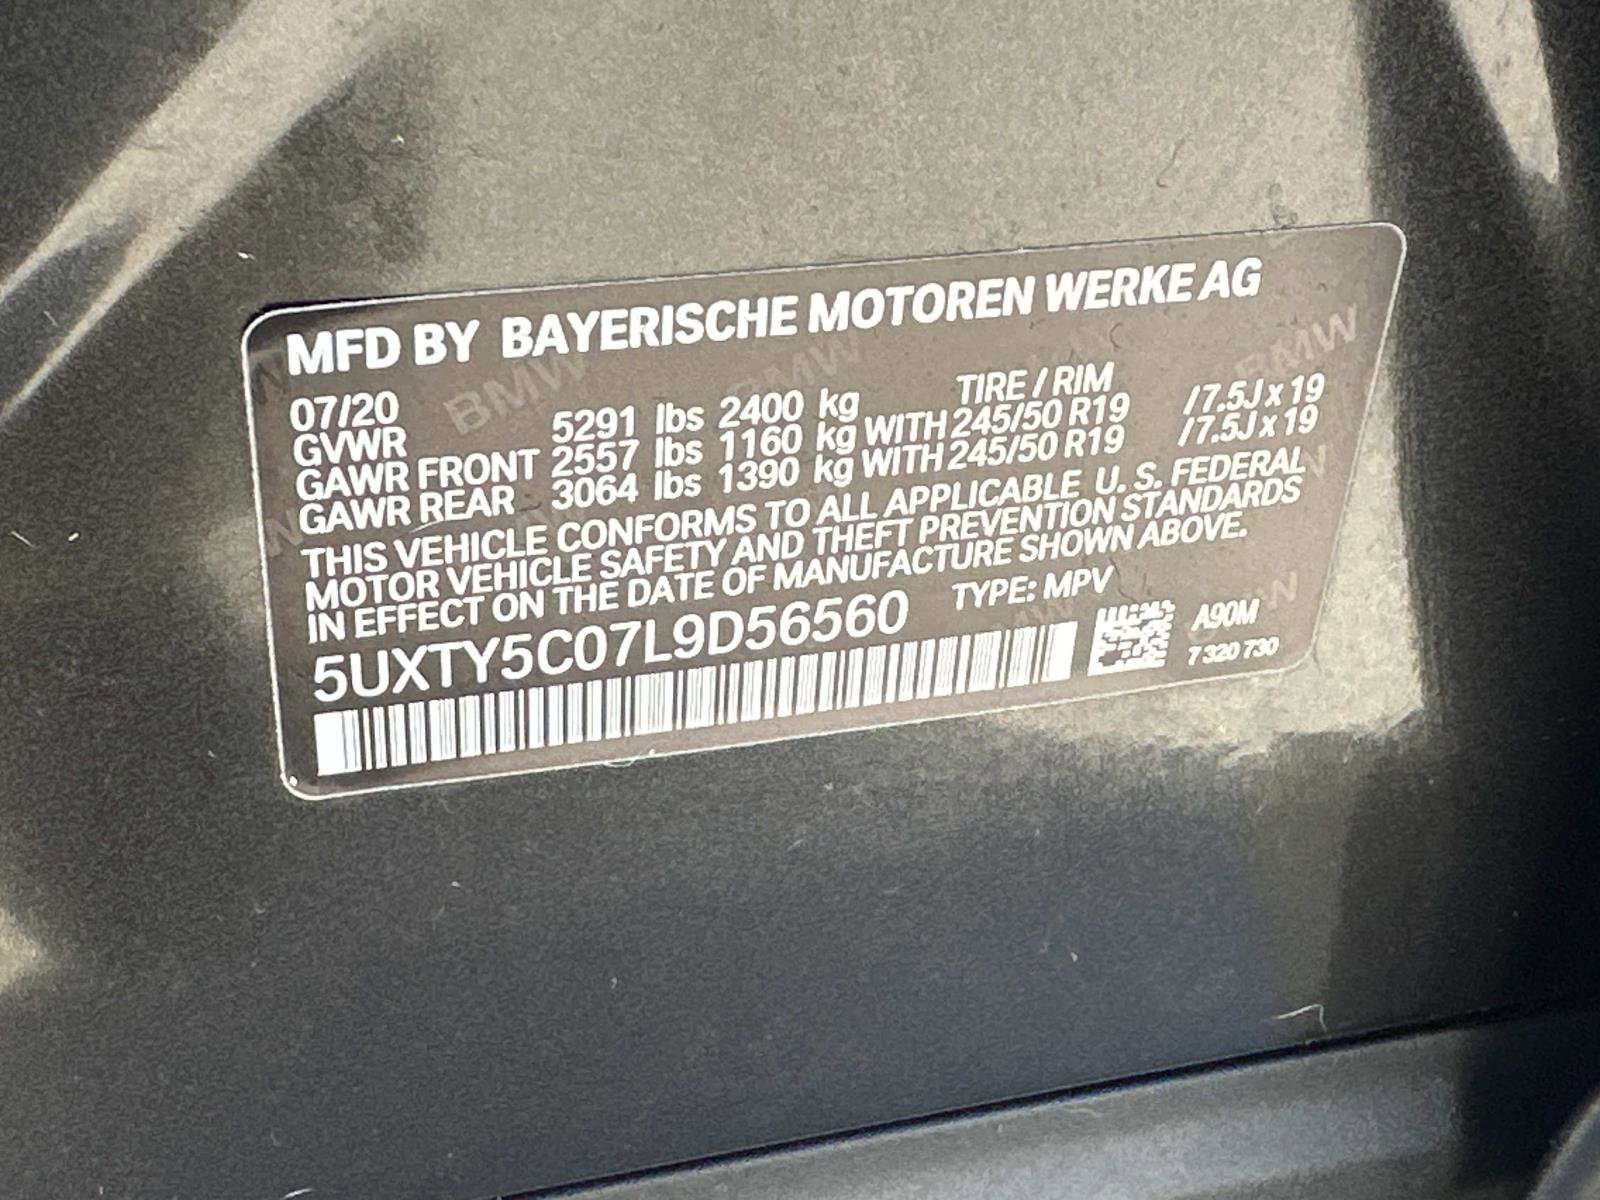 MFD BY BAYERISCHE MOTOREN WERKE AG
07/20 TIRE / RIM
GVWR 5291 lbs 2400 kg
GAWR FRONT 2557 lbs 1160 kg WITH 245/50 R19 /7.5J x 19
GAWR REAR 3064 lbs 1390 kg WITH 245/50 R19 /7.5J x 19
THIS VEHICLE CONFORMS TO ALL APPLICABLE U. S. FEDERAL
MOTOR VEHICLE SAFETY AND THEFT PREVENTION STANDARDS
IN EFFECT ON THE DATE OF MANUFACTURE SHOWN ABOVE.
5UXTY5C07L9D56560 TYPE: MPV
A90M
7 320 730
BMW
BMW
BMW